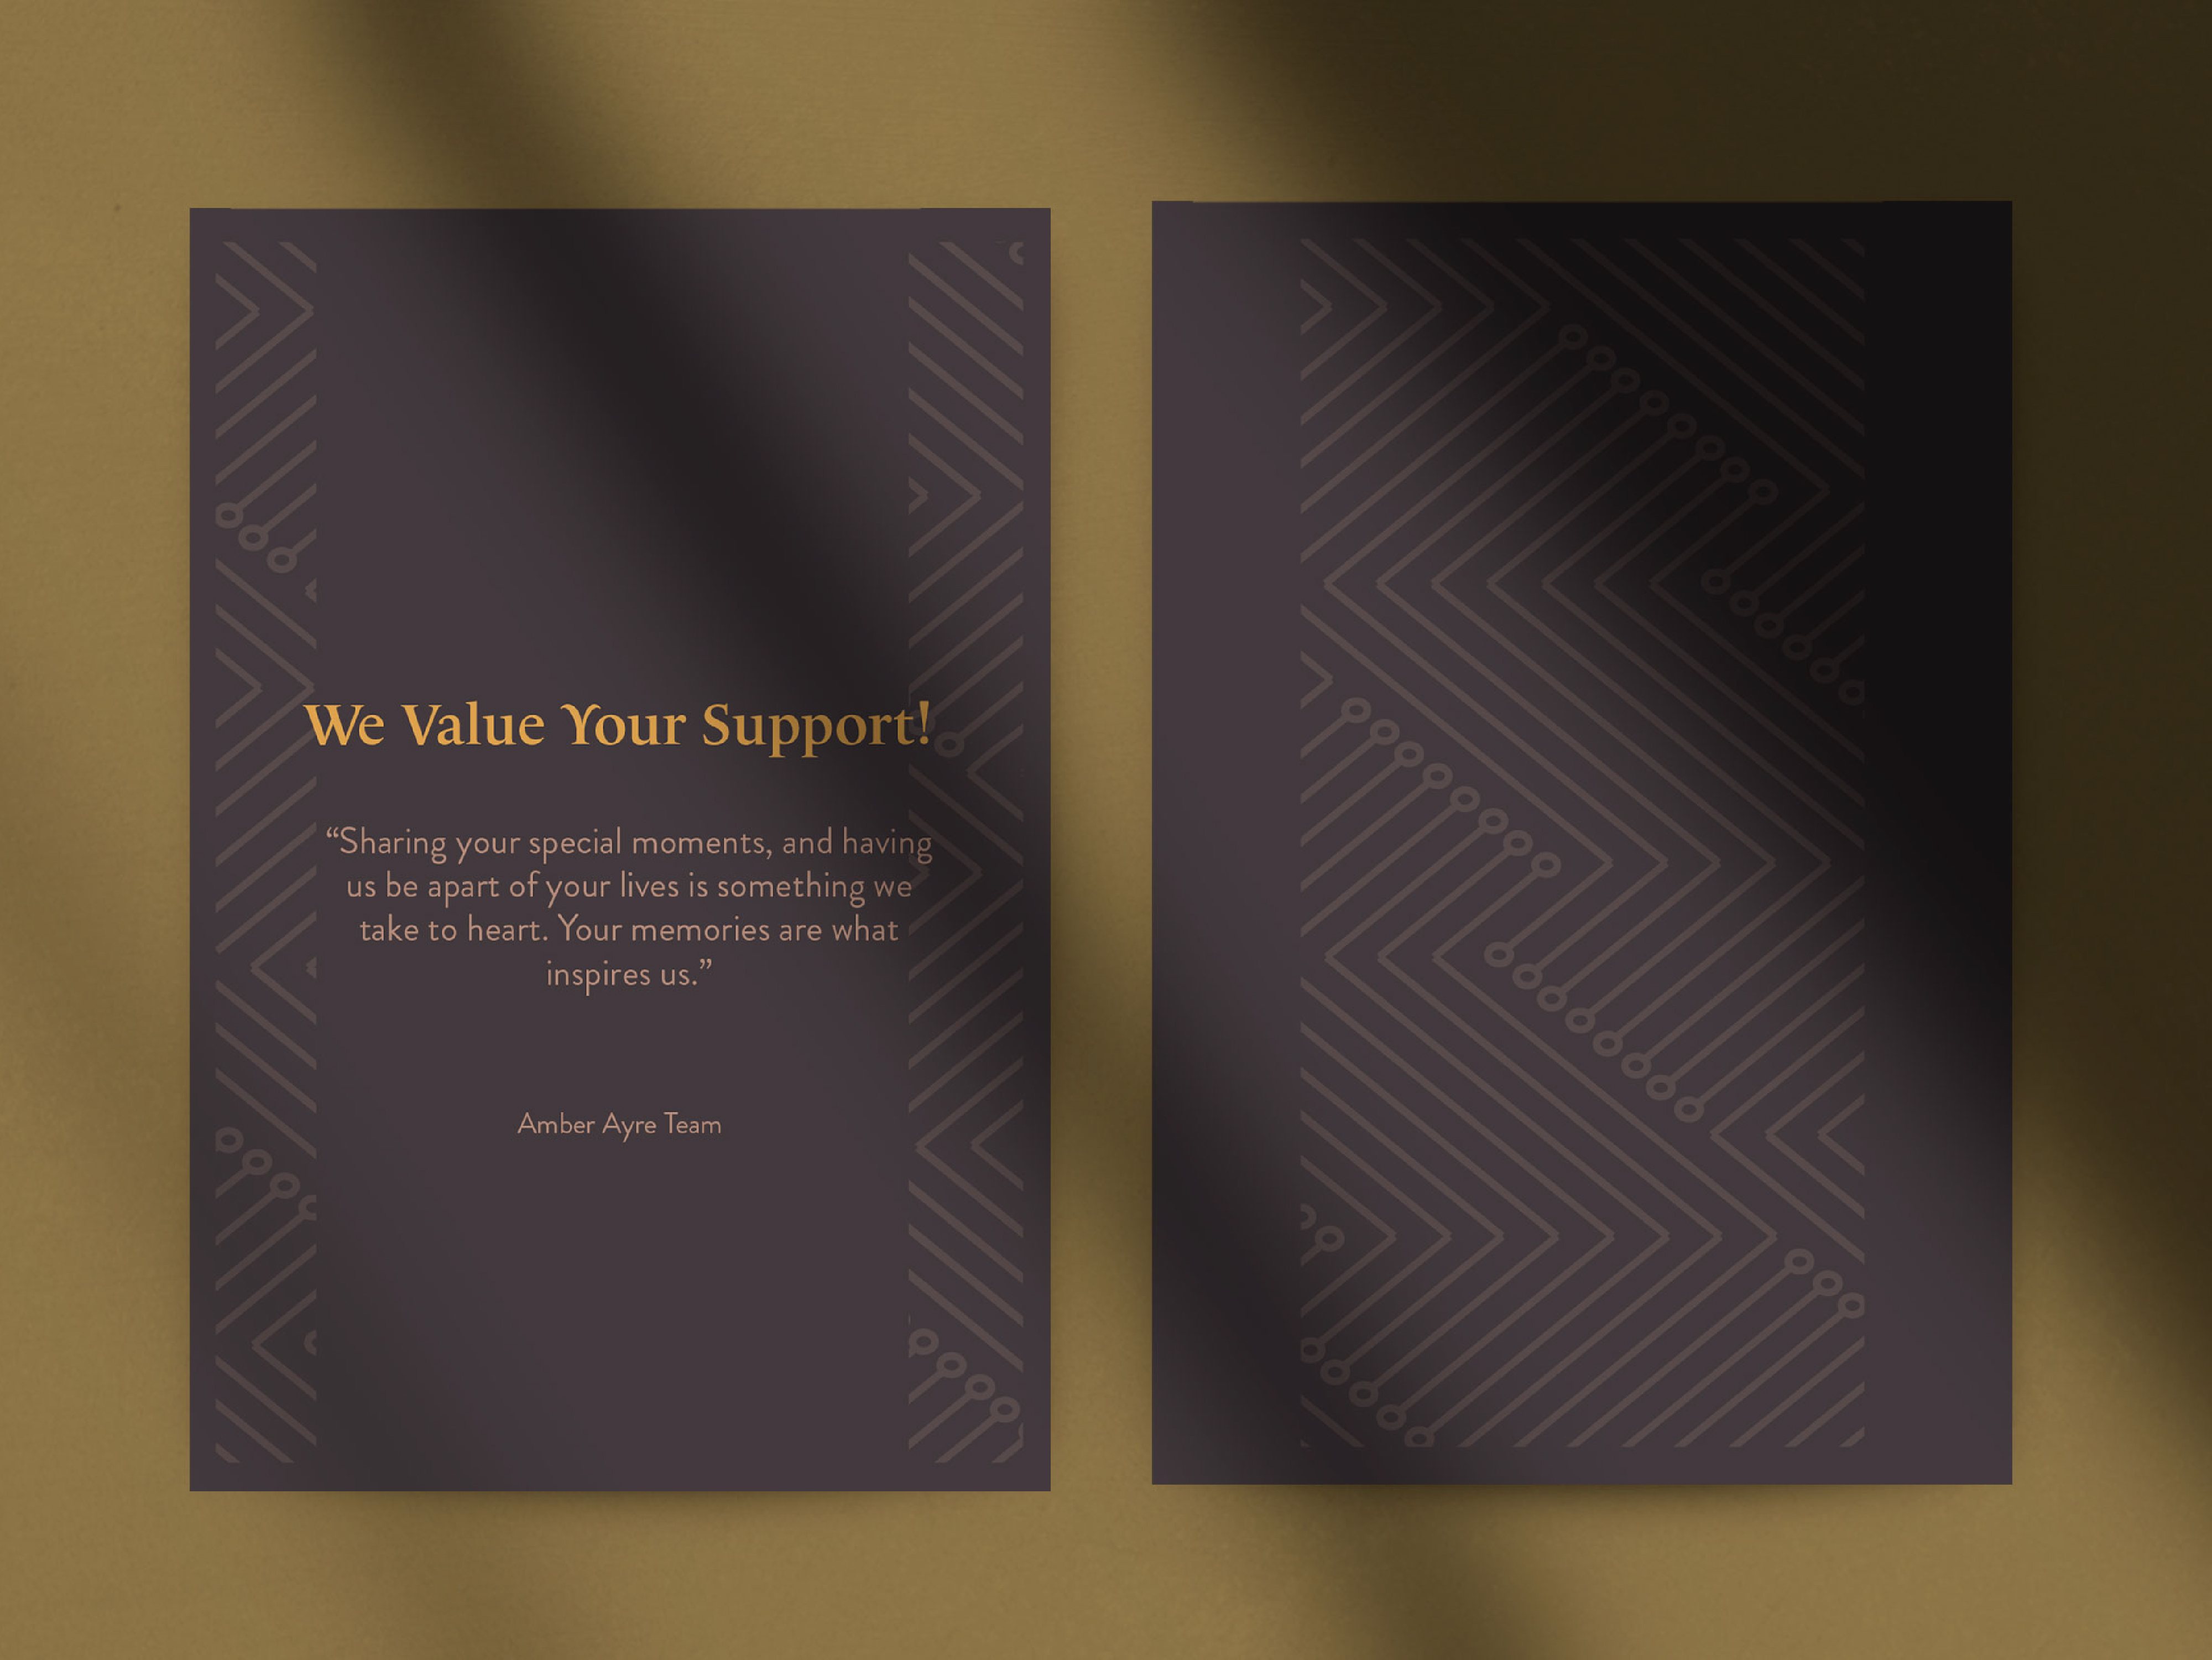 We Value Your Support!
“Sharing your special moments, and having
us be apart of your lives is something we
take to heart. Your memories are what
inspires us.”
Amber Ayre Team